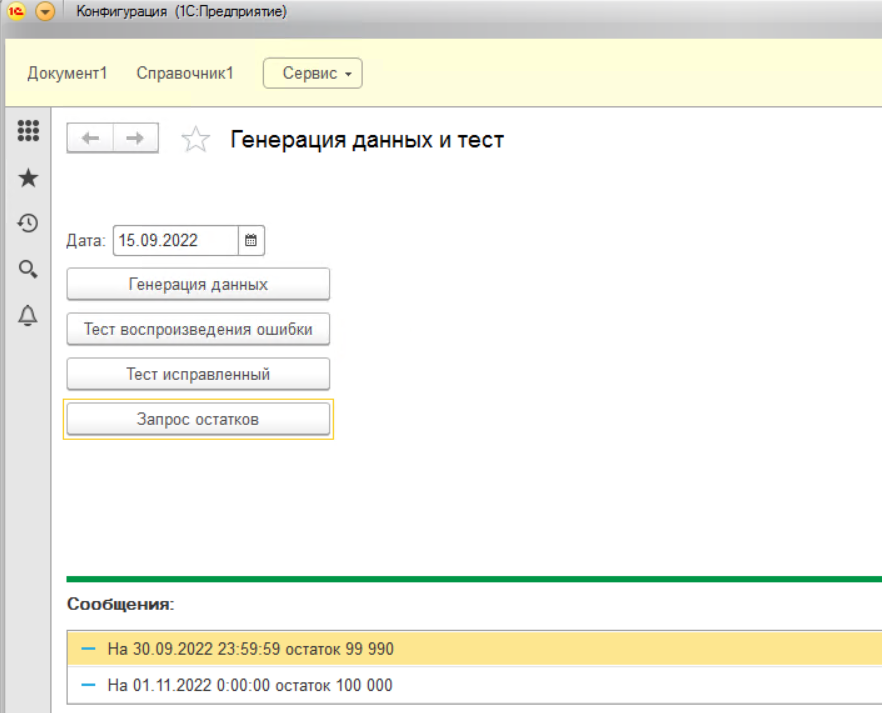 1С Конфигурация (1С:Предприятие)
Документ1 Справочник1 Сервис
Генерация данных и тест
Дата: 15.09.2022
Генерация данных
Тест воспроизведения ошибки
Тест исправленный
Запрос остатков
Сообщения:
На 30.09.2022 23:59:59 остаток 99 990
На 01.11.2022 0:00:00 остаток 100 000